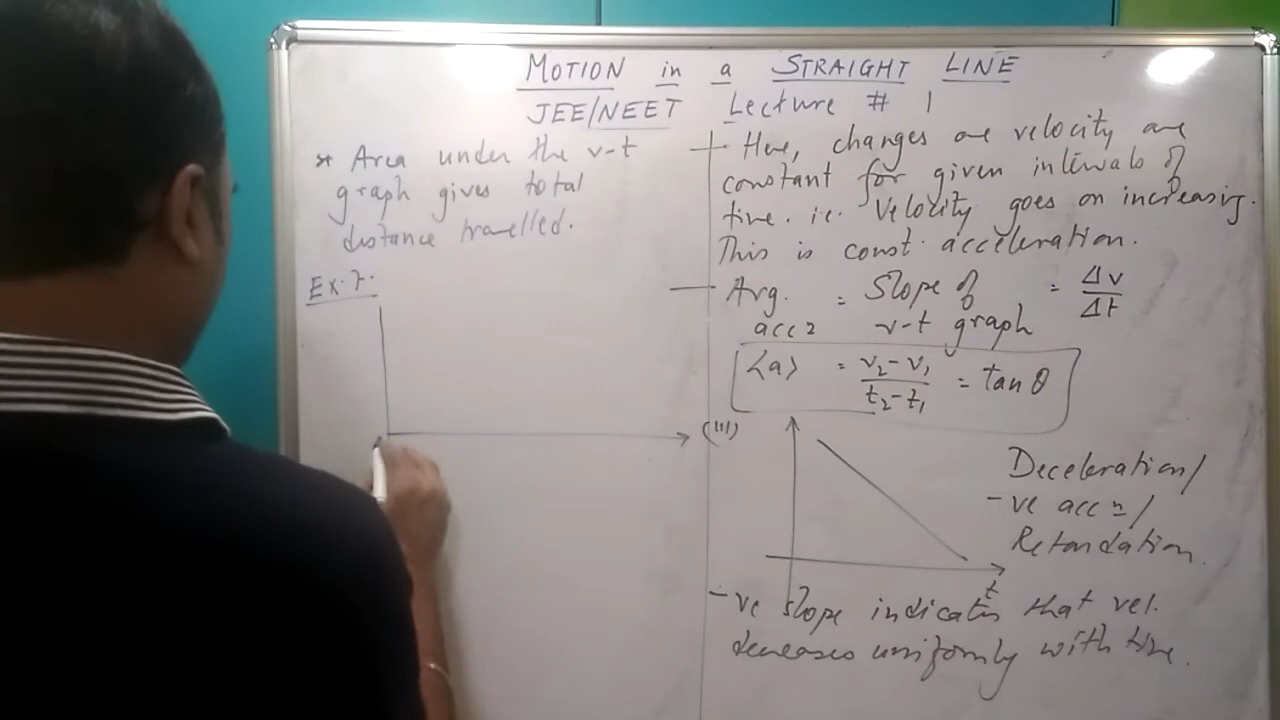 MOTION in a STRAIGHT LINE
JEE/NEET Lecture # 1
* Area under the v-t
graph gives total
distance travelled.
Ex. 7.
Here, changes are velocity are
constant for given intervals of
time. i.e. Velocity goes on increasing.
This is const. acceleration.
— Avg. = Slope of = Δv/Δt
accn v-t graph
<a> = v₂-v₁/t₂-t₁ = tan θ
(III)
Deceleration/
-ve accn/
Retardation.
t
-ve slope indicates that vel.
decreases uniformly with time.